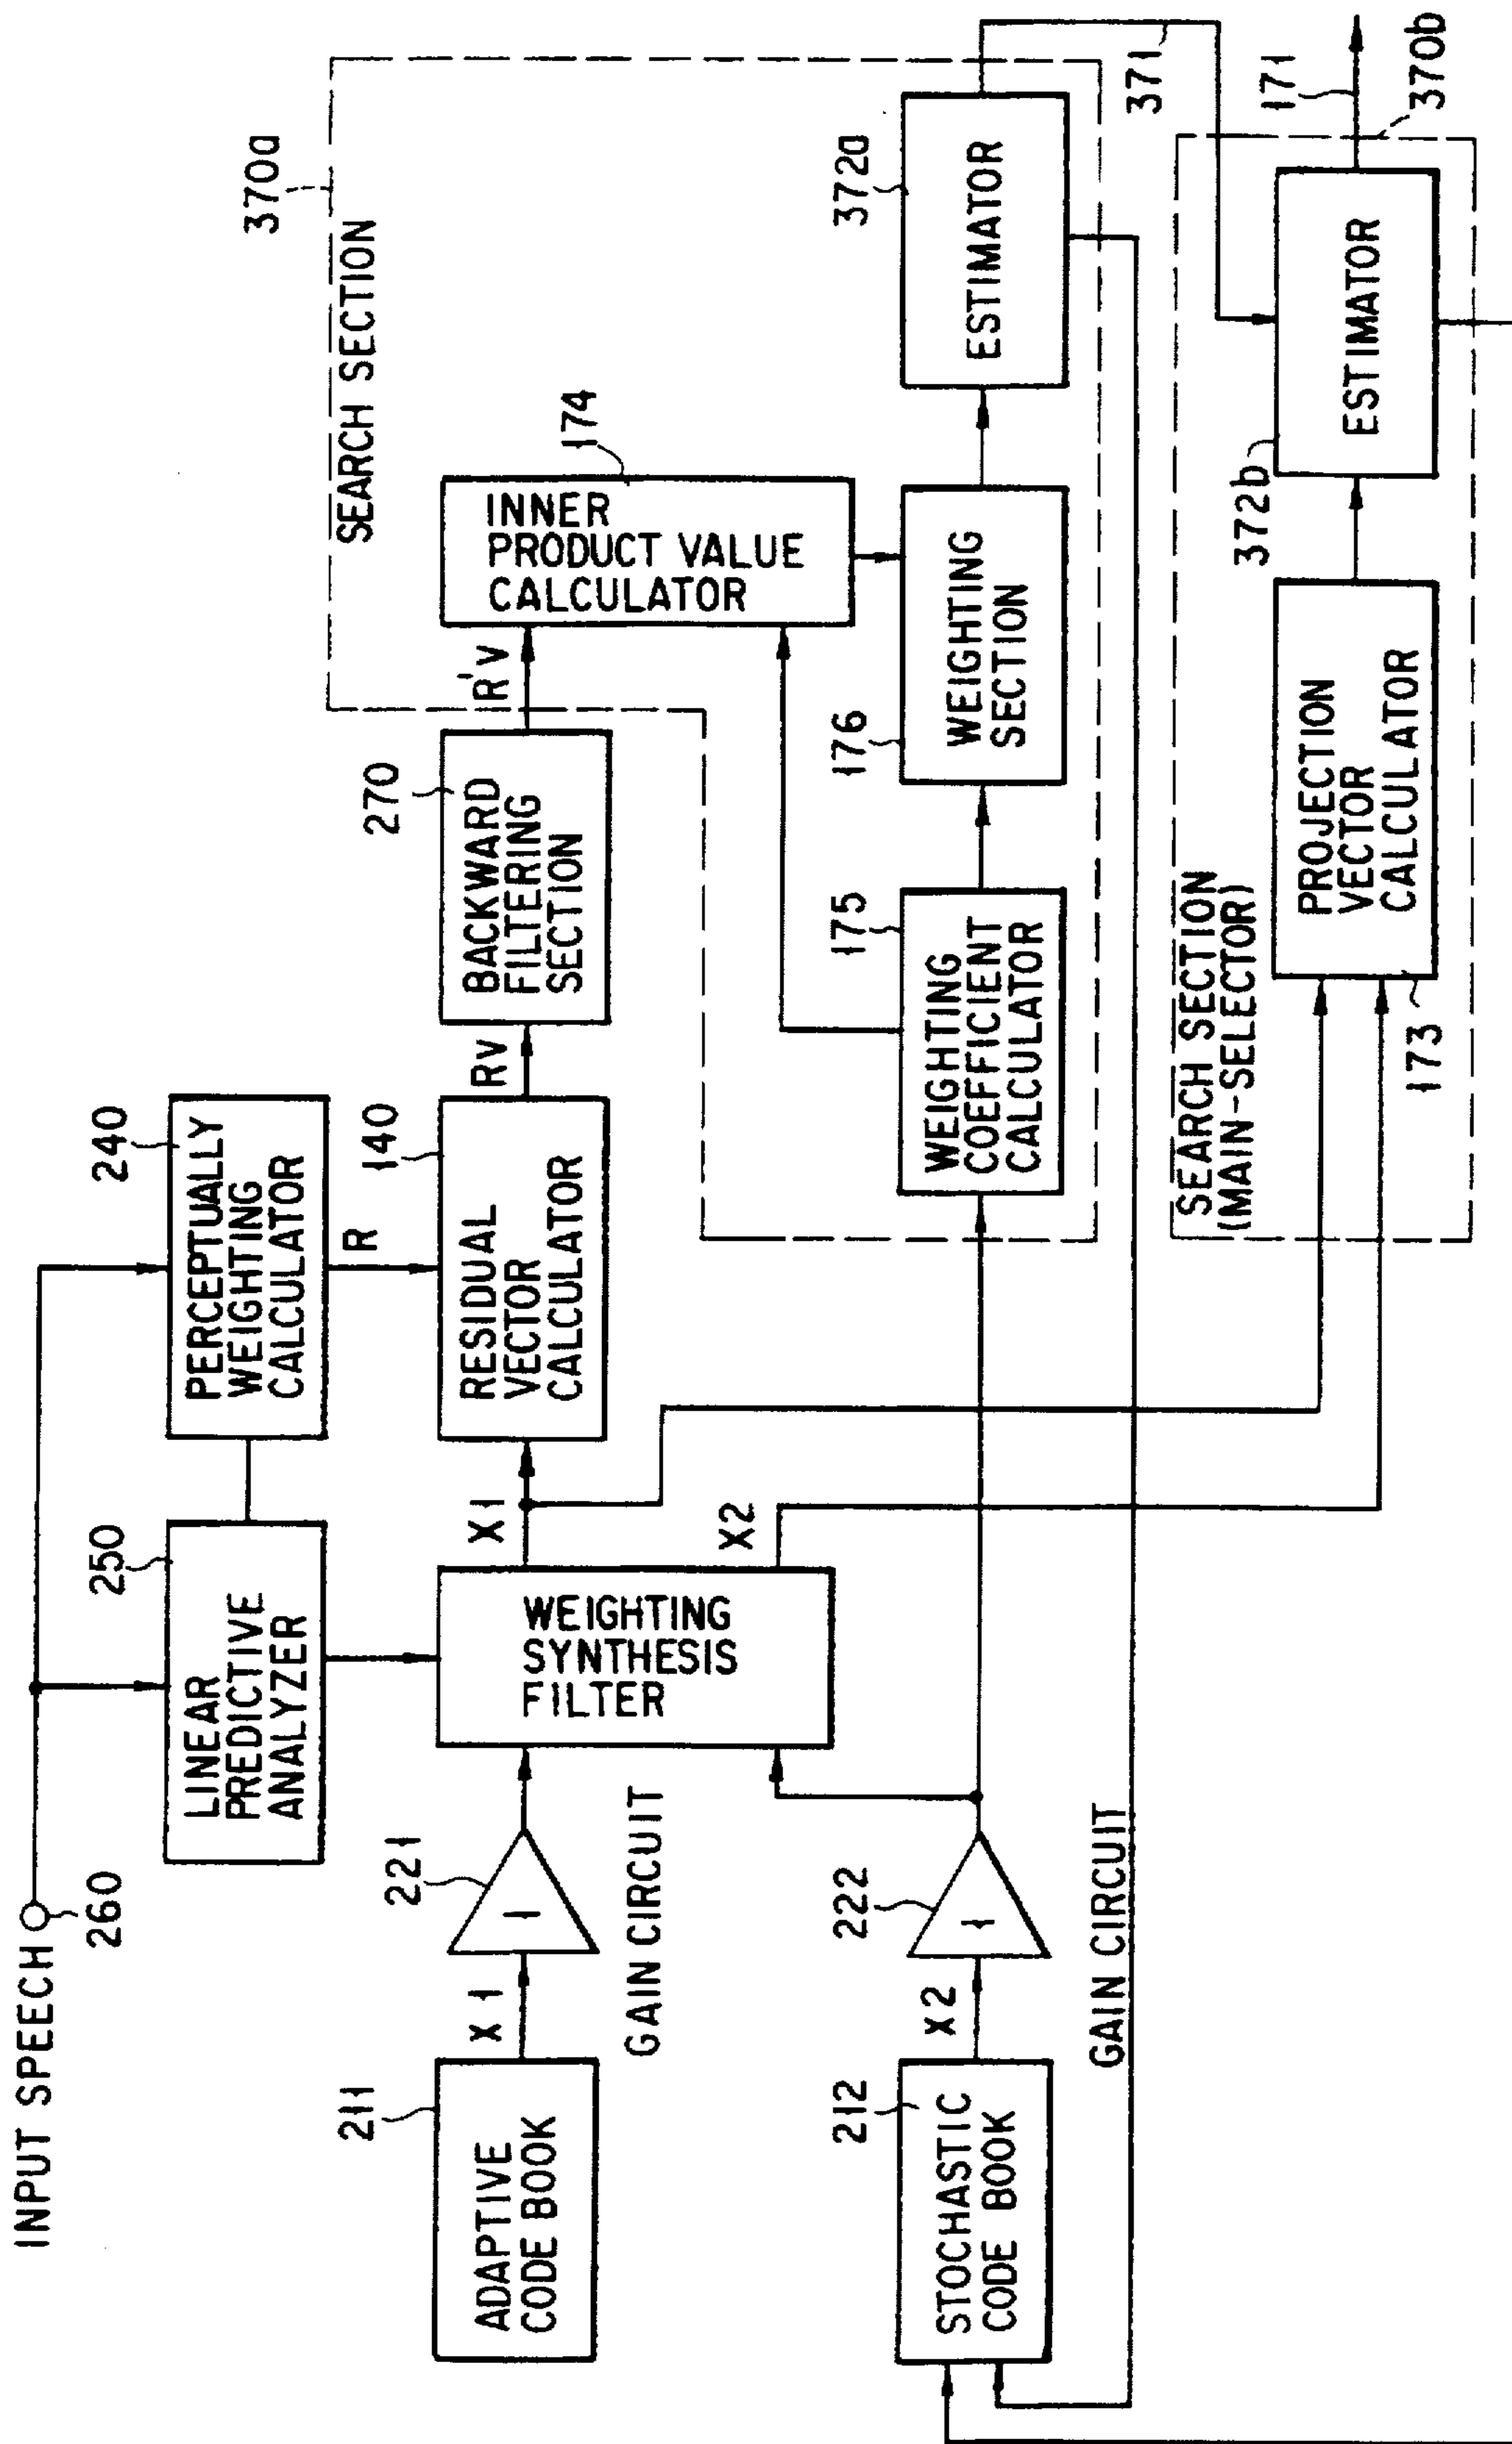 INPUT SPEECH
260
LINEAR
PREDICTIVE
ANALYZER
250
PERCEPTUALLY
WEIGHTING
CALCULATOR
240
R
ADAPTIVE
CODE BOOK
211
X1
221
1
GAIN CIRCUIT
WEIGHTING
SYNTHESIS
FILTER
X1
X2
RESIDUAL
VECTOR
CALCULATOR
140
RV
BACKWARD
FILTERING
SECTION
270
R'V
370a
SEARCH SECTION
INNER
PRODUCT VALUE
CALCULATOR
174
STOCHASTIC
CODE BOOK
212
X2
222
1
GAIN CIRCUIT
WEIGHTING
COEFFICIENT
CALCULATOR
175
WEIGHTING
SECTION
176
ESTIMATOR
372a
371
SEARCH SECTION
(MAIN-SELECTOR)
PROJECTION
VECTOR
CALCULATOR
173
ESTIMATOR
372b
171
370b